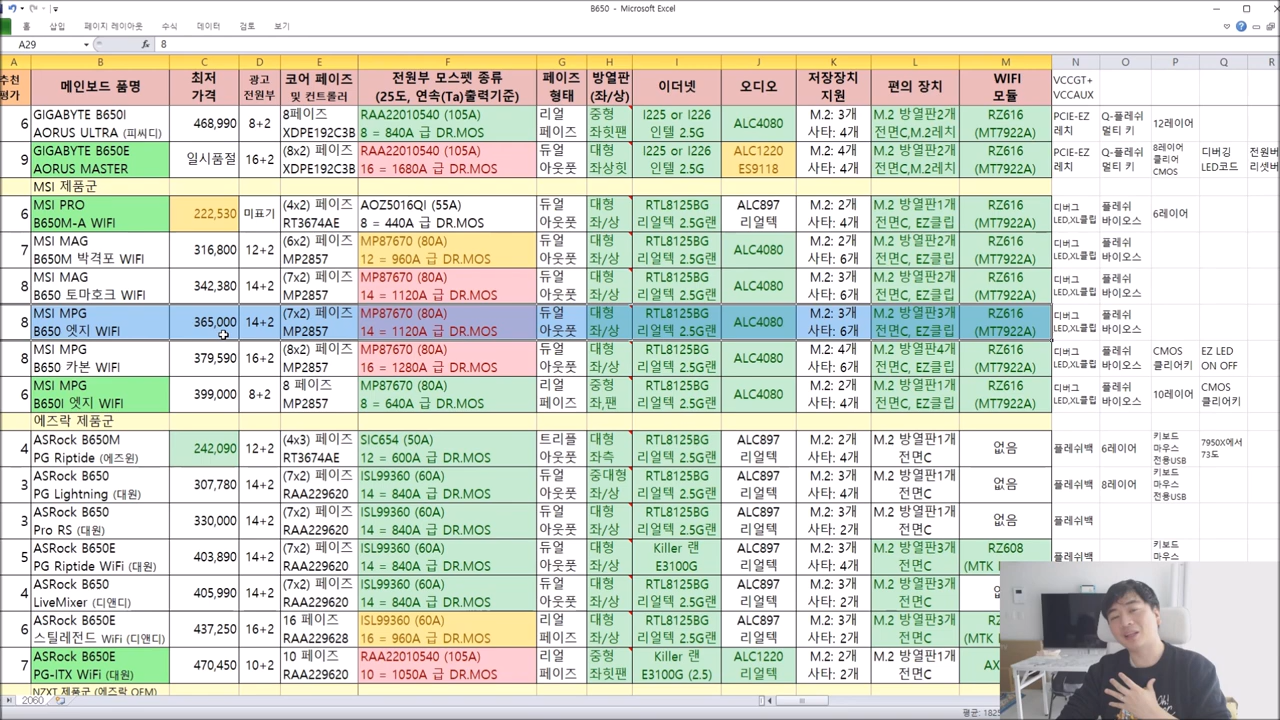 B650 - Microsoft Excel
홈 삽입 페이지 레이아웃 수식 데이터 검토 보기
A29 fx 8
A B C D E F G H I J K L M N O P Q
추천 평가 메인보드 품명 최저 가격 광고 전원부 코어 페이즈 및 컨트롤러 전원부 모스펫 종류 (25도, 연속(Ta)출력기준) 페이즈 형태 방열판 (좌/상) 이더넷 오디오 저장장치 지원 편의 장치 WIFI 모듈 VCCGT+ VCCAUX
6 GIGABYTE B650I AORUS ULTRA (피씨디) 468,990 8+2 8페이즈 XDPE192C3B RAA22010540 (105A) 8 = 840A 급 DR.MOS 리얼 페이즈 중형 좌힛팬 I225 or I226 인텔 2.5G ALC4080 M.2: 3개 사타: 4개 M.2 방열판2개 전면C,M.2레치 RZ616 (MT7922A) PCIE-EZ 레치 Q-플래쉬 멀티 키 12레이어
9 GIGABYTE B650E AORUS MASTER 일시품절 16+2 (8x2) 페이즈 XDPE192C3B RAA22010540 (105A) 16 = 1680A 급 DR.MOS 듀얼 아웃풋 대형 좌상힛 I225 or I226 인텔 2.5G ALC1220 ES9118 M.2: 4개 사타: 4개 M.2 방열판4개 전면C,M.2레치 RZ616 (MT7922A) PCIE-EZ 레치 Q-플래쉬 멀티 키 8레이어 클리어 CMOS 디버깅 LED코드 전원버 리셋버
MSI 제품군
6 MSI PRO B650M-A WIFI 222,530 미표기 (4x2) 페이즈 RT3674AE AOZ5016QI (55A) 8 = 440A 급 DR.MOS 듀얼 아웃풋 대형 좌/상 RTL8125BG 리얼텍 2.5G랜 ALC897 리얼텍 M.2: 2개 사타: 4개 M.2 방열판2개 전면C, EZ클립 RZ616 (MT7922A) 디버그 LED,XL클립 플래쉬 바이오스 6레이어
7 MSI MAG B650M 박격포 WIFI 316,800 12+2 (6x2) 페이즈 MP2857 MP87670 (80A) 12 = 960A 급 DR.MOS 듀얼 아웃풋 대형 좌/상 RTL8125BG 리얼텍 2.5G랜 ALC4080 M.2: 2개 사타: 6개 M.2 방열판2개 전면C, EZ클립 RZ616 (MT7922A) 디버그 LED,XL클립 플래쉬 바이오스
8 MSI MAG B650 토마호크 WIFI 342,380 14+2 (7x2) 페이즈 MP2857 MP87670 (80A) 14 = 1120A 급 DR.MOS 듀얼 아웃풋 대형 좌/상 RTL8125BG 리얼텍 2.5G랜 ALC4080 M.2: 3개 사타: 6개 M.2 방열판2개 전면C, EZ클립 RZ616 (MT7922A) 디버그 LED,XL클립 플래쉬 바이오스
8 MSI MPG B650 엣지 WIFI 365,000 14+2 (7x2) 페이즈 MP2857 MP87670 (80A) 14 = 1120A 급 DR.MOS 듀얼 아웃풋 대형 좌/상 RTL8125BG 리얼텍 2.5G랜 ALC4080 M.2: 3개 사타: 6개 M.2 방열판3개 전면C, EZ클립 RZ616 (MT7922A) 디버그 LED,XL클립 플래쉬 바이오스
8 MSI MPG B650 카본 WIFI 379,590 16+2 (8x2) 페이즈 MP2857 MP87670 (80A) 16 = 1280A 급 DR.MOS 듀얼 아웃풋 대형 좌/상 RTL8125BG 리얼텍 2.5G랜 ALC4080 M.2: 4개 사타: 6개 M.2 방열판4개 전면C, EZ클립 RZ616 (MT7922A) 디버그 LED,XL클립 플래쉬 바이오스 CMOS 클리어키 EZ LED ON OFF
6 MSI MPG B650I 엣지 WIFI 399,000 8+2 8 페이즈 MP2857 MP87670 (80A) 8 = 640A 급 DR.MOS 리얼 페이즈 중형 좌,팬 RTL8125BG 리얼텍 2.5G랜 ALC4080 M.2: 2개 사타: 4개 M.2 방열판1개 전면C, EZ클립 RZ616 (MT7922A) 디버그 LED,XL클립 플래쉬 바이오스 10레이어 CMOS 클리어키
에즈락 제품군
4 ASRock B650M PG Riptide (에즈윈) 242,090 12+2 (4x3) 페이즈 RT3674AE SIC654 (50A) 12 = 600A 급 DR.MOS 트리플 아웃풋 대형 좌측 RTL8125BG 리얼텍 2.5G랜 ALC897 리얼텍 M.2: 2개 사타: 4개 M.2 방열판1개 전면C 없음 플레쉬백 6레이어 키보드 마우스 전용USB 7950X에서 73도
3 ASRock B650 PG Lightning (대원) 307,780 14+2 (7x2) 페이즈 RAA229620 ISL99360 (60A) 14 = 840A 급 DR.MOS 듀얼 아웃풋 중대형 좌/상 RTL8125BG 리얼텍 2.5G랜 ALC897 리얼텍 M.2: 3개 사타: 4개 M.2 방열판1개 전면C 없음 플레쉬백 8레이어 키보드 마우스 전용USB
3 ASRock B650 Pro RS (대원) 330,000 14+2 (7x2) 페이즈 RAA229620 ISL99360 (60A) 14 = 840A 급 DR.MOS 듀얼 아웃풋 대형 좌/상 RTL8125BG 리얼텍 2.5G랜 ALC897 리얼텍 M.2: 3개 사타: 2개 M.2 방열판1개 전면C 없음 플레쉬백
5 ASRock B650E PG Riptide WiFi (대원) 403,890 14+2 (7x2) 페이즈 RAA229620 ISL99360 (60A) 14 = 840A 급 DR.MOS 듀얼 아웃풋 대형 좌/상 Killer 랜 E3100G ALC897 리얼텍 M.2: 3개 사타: 4개 M.2 방열판3개 전면C RZ608 (MTK 플레쉬백 키보드 마우스
4 ASRock B650 LiveMixer (디앤디) 405,990 14+2 (7x2) 페이즈 RAA229620 ISL99360 (60A) 14 = 840A 급 DR.MOS 듀얼 아웃풋 대형 좌/상 RTL8125BG 리얼텍 2.5G랜 ALC897 리얼텍 M.2: 3개 사타: 4개 M.2 방열판3개 전면C
6 ASRock B650E 스틸레전드 WiFi (디앤디) 437,250 16+2 16 페이즈 RAA229628 ISL99360 (60A) 16 = 960A 급 DR.MOS 리얼 페이즈 대형 좌/상 RTL8125BG 리얼텍 2.5G랜 ALC897 리얼텍 M.2: 3개 사타: 2개 M.2 방열판3개 전면C RZ6 (MT
7 ASRock B650E PG-ITX WiFi (대원) 470,450 10+2 10 페이즈 RAA229620 RAA22010540 (105A) 10 = 1050A 급 DR.MOS 리얼 페이즈 중형 좌힛팬 Killer 랜 E3100G (2.5) ALC1220 리얼텍 M.2: 2개 사타: 2개 M.2 방열판1개 전면C AX
NZXT 제품군 (에즈락 OEM)
2060
평균: 1825